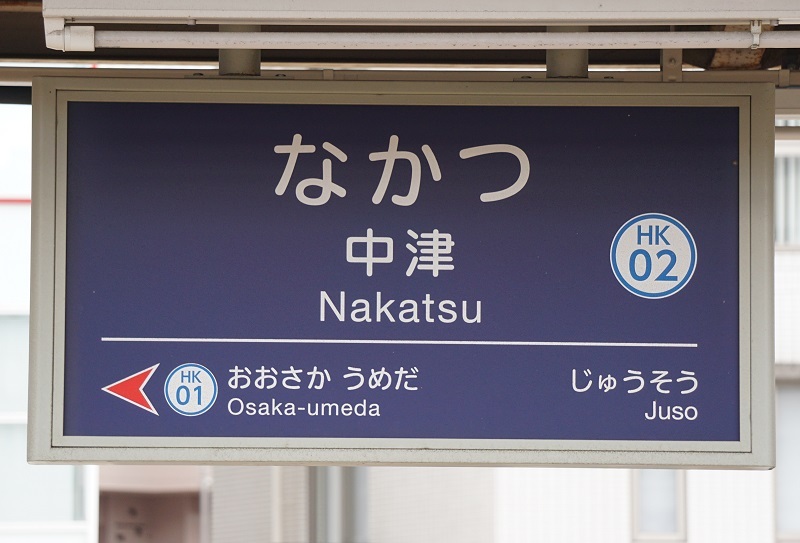 なかつ
中津
Nakatsu
HK
02
HK
01
おおさか うめだ
Osaka-umeda
じゅうそう
Juso